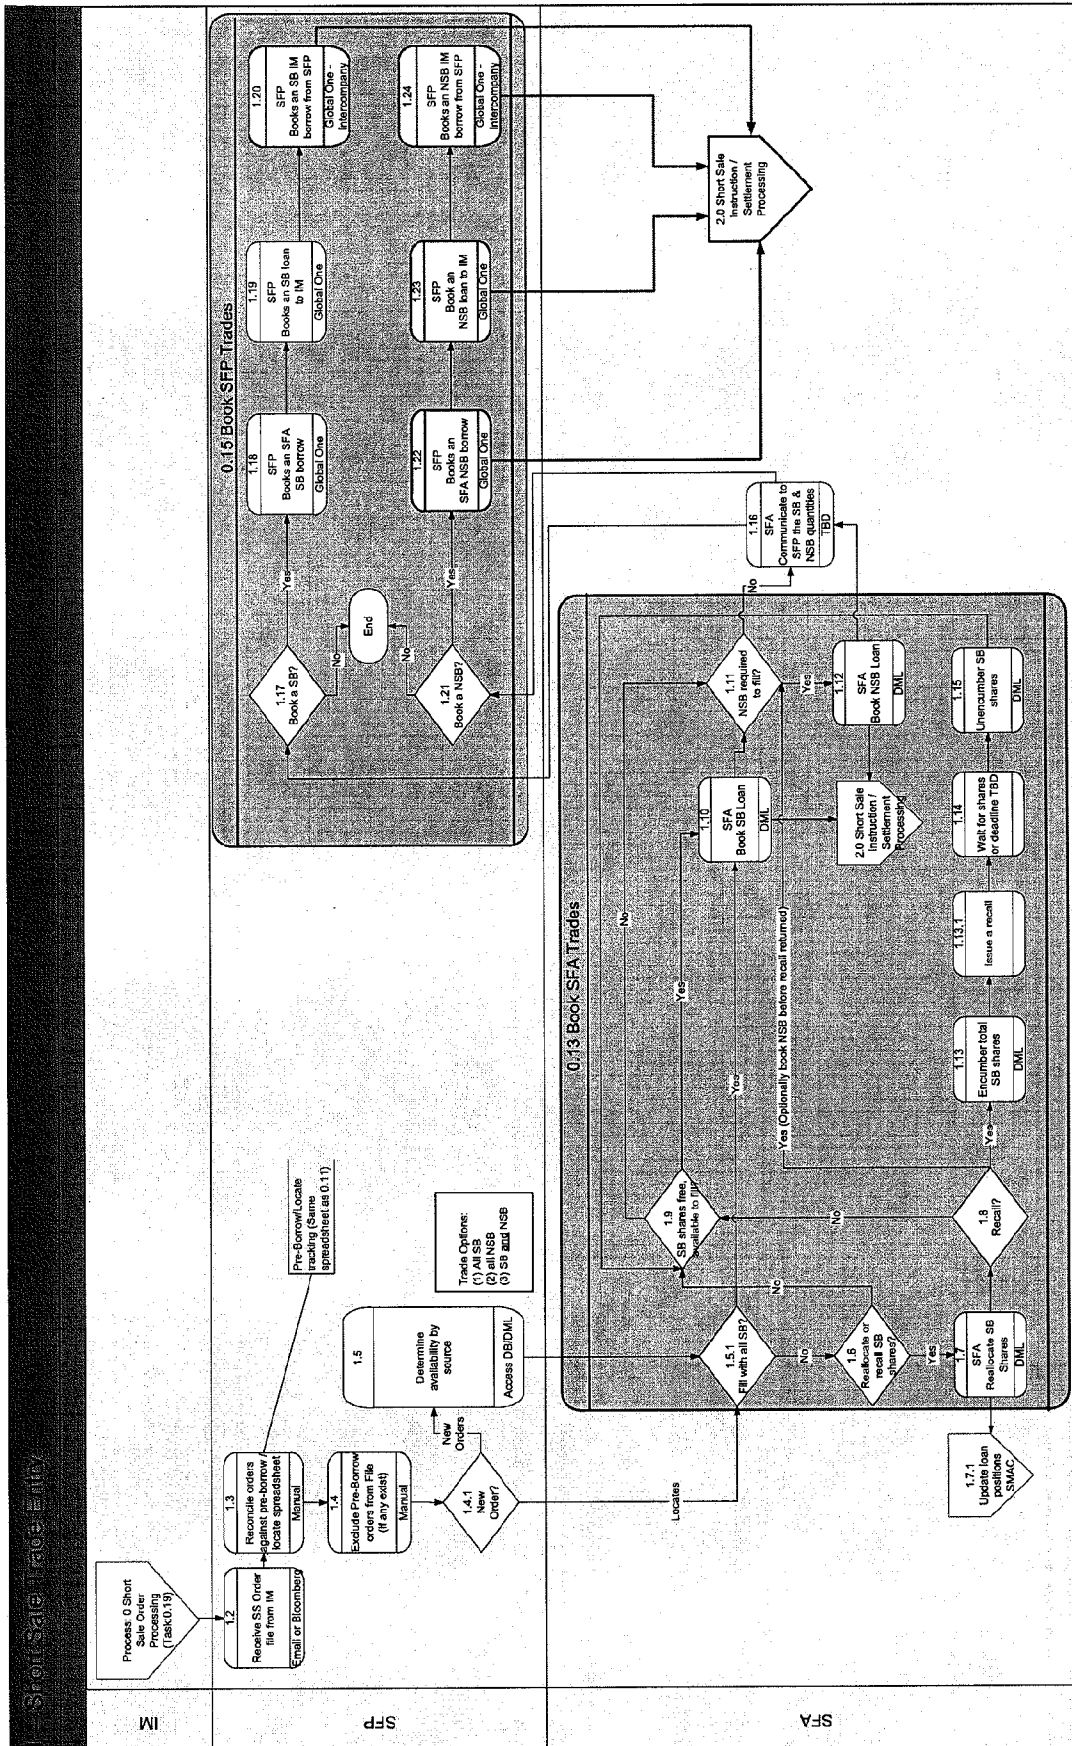 Short Sale Trade Entry
IM
SFP
SFA
Process: 0 Short
Sale Order
Processing
(Task:0.19)
1.2
Receive SS Order
file from IM
Email or Bloomberg
1.3
Reconcile orders
against pre-borrow /
locate spreadsheet
Manual
Pre-Borrow/Locate
tracking (Same
spreadsheet as 0.11)
1.4
Exclude Pre-Borrow
orders from File
(if any exist)
Manual
1.4.1
New
Order?
New
Orders
Locates
1.5
Determine
availability by
source
Access DB/DML
Trade Options:
(1) All SB
(2) all NSB
(3) SB and NSB
0.13 Book SFA Trades
1.5.1
Fill with all SB?
Yes
No
1.6
Reallocate or
recall SB
shares?
No
Yes
1.7
SFA
Reallocate SB
Shares
DML
1.7.1
Update loan
positions
SMAC
1.8
Recall?
No
Yes
Yes (Optionally book NSB before recall returned)
1.9
SB shares free,
available to fill?
Yes
No
1.10
SFA
Book SB Loan
DML
1.11
NSB required
to fill?
No
Yes
1.12
SFA
Book NSB Loan
DML
2.0 Short Sale
Instruction /
Settlement
Processing
1.13
Encumber total
SB shares
DML
1.13.1
Issue a recall
1.14
Wait for shares
or deadline TBD
1.15
Unencumber SB
shares
DML
1.16
SFA
Communicate to
SFP the SB &
NSB quantities
TBD
0.15 Book SFP Trades
1.17
Book a SB?
Yes
No
End
No
1.18
SFP
Books an SFA
SB borrow
Global One
1.19
SFP
Books an SB loan
to IM
Global One
1.20
SFP
Books an SB IM
borrow from SFP
Global One -
Intercompany
1.21
Book a NSB?
Yes
1.22
SFP
Books an
SFA NSB borrow
Global One
1.23
SFP
Book an
NSB loan to IM
Global One
1.24
SFP
Books an NSB IM
borrow from SFP
Global One -
Intercompany
2.0 Short Sale
Instruction /
Settlement
Processing